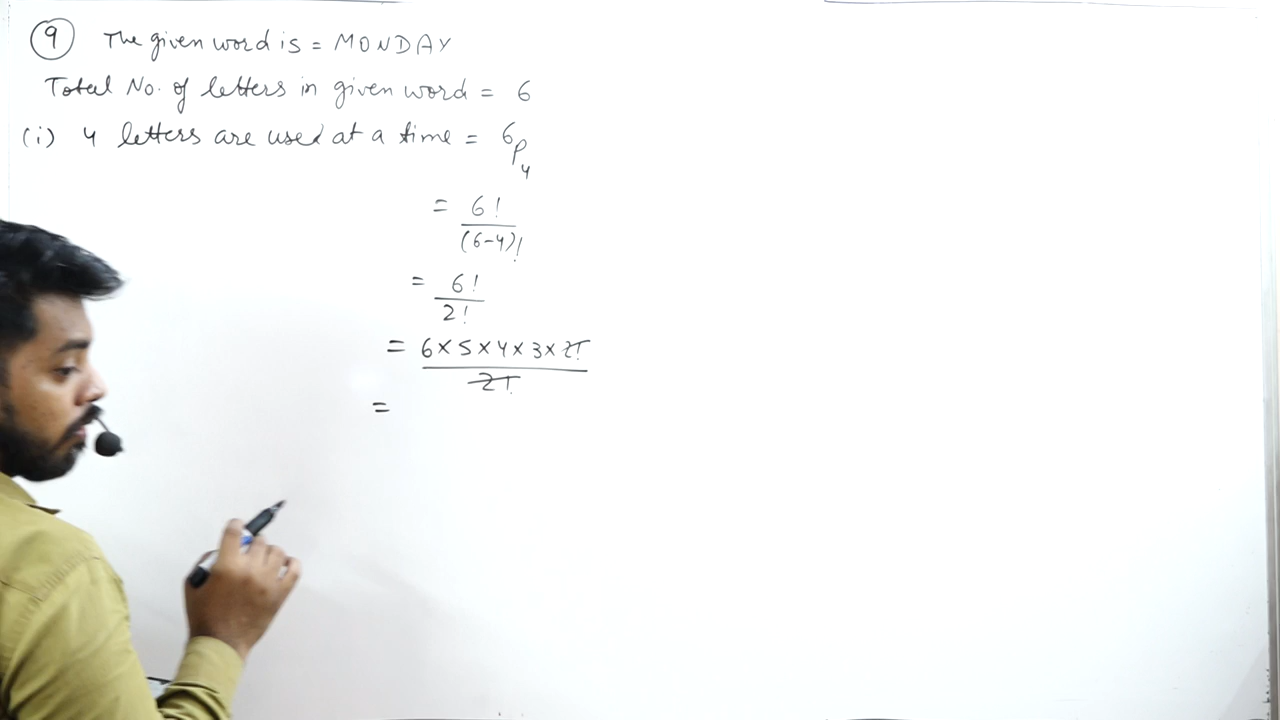 9 The given word is = MONDAY
Total No. of letters in given word = 6
(i) 4 letters are used at a time = 6P4
= 6!
(6-4)!
= 6!
2!
= 6×5×4×3×2!
2!
=